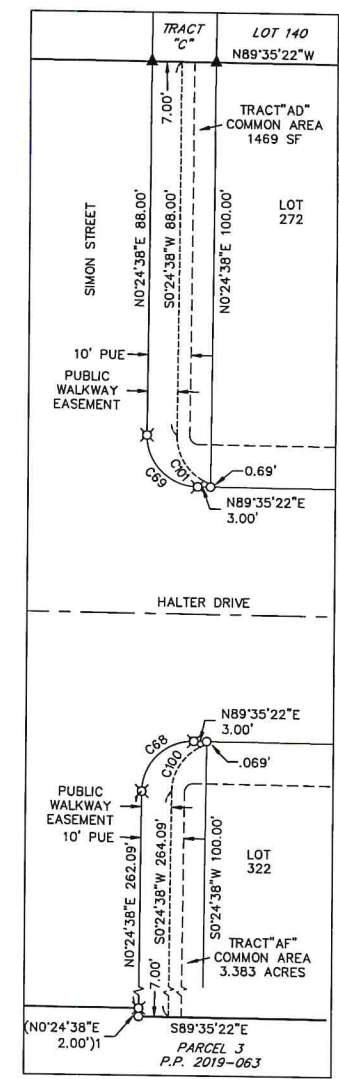 TRACT
"C"
LOT 140
N89°35'22"W
7.00'
TRACT"AD"
COMMON AREA
1469 SF
LOT
272
SIMON STREET
N0°24'38"E 88.00'
S0°24'38"W 88.00'
N0°24'38"E 100.00'
10' PUE
PUBLIC
WALKWAY
EASEMENT
C69
C101
0.69'
N89°35'22"E
3.00'
HALTER DRIVE
N89°35'22"E
3.00'
C68
C100
.069'
PUBLIC
WALKWAY
EASEMENT
10' PUE
N0°24'38"E 262.09'
S0°24'38"W 264.09'
S0°24'38"W 100.00'
LOT
322
TRACT"AF"
COMMON AREA
3.383 ACRES
7.00'
(N0°24'38"E
2.00')1
S89°35'22"E
PARCEL 3
P.P. 2019-063